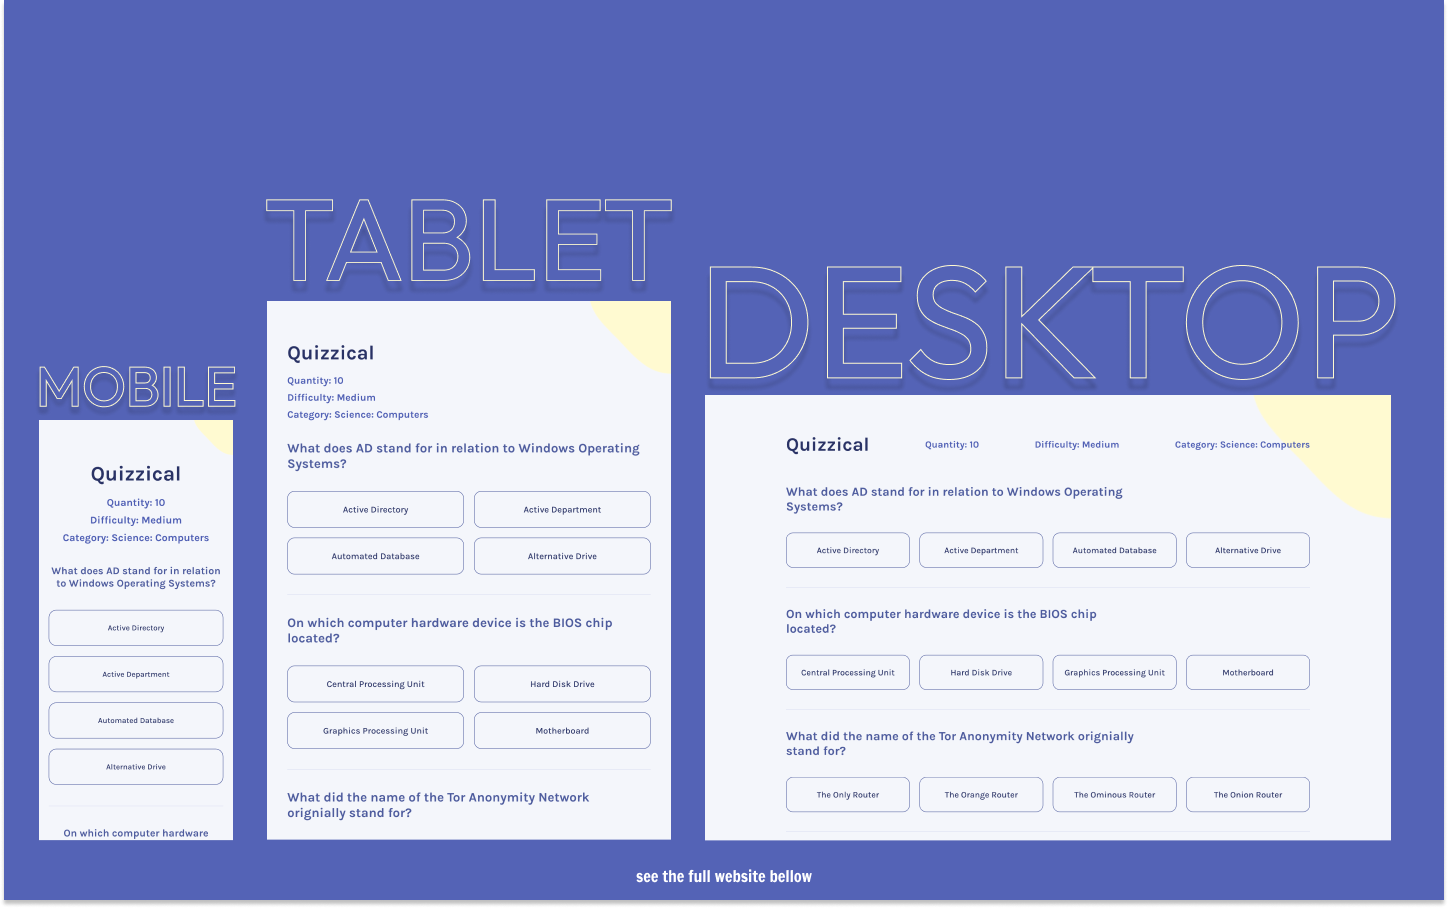 MOBILE
Quizzical
Quantity: 10
Difficulty: Medium
Category: Science: Computers
What does AD stand for in relation
to Windows Operating Systems?
Active Directory
Active Department
Automated Database
Alternative Drive
On which computer hardware
TABLET
Quizzical
Quantity: 10
Difficulty: Medium
Category: Science: Computers
What does AD stand for in relation to Windows Operating
Systems?
Active Directory
Active Department
Automated Database
Alternative Drive
On which computer hardware device is the BIOS chip
located?
Central Processing Unit
Hard Disk Drive
Graphics Processing Unit
Motherboard
What did the name of the Tor Anonymity Network
orignially stand for?
DESKTOP
Quizzical
Quantity: 10
Difficulty: Medium
Category: Science: Computers
What does AD stand for in relation to Windows Operating
Systems?
Active Directory
Active Department
Automated Database
Alternative Drive
On which computer hardware device is the BIOS chip
located?
Central Processing Unit
Hard Disk Drive
Graphics Processing Unit
Motherboard
What did the name of the Tor Anonymity Network orignially
stand for?
The Only Router
The Orange Router
The Ominous Router
The Onion Router
see the full website bellow